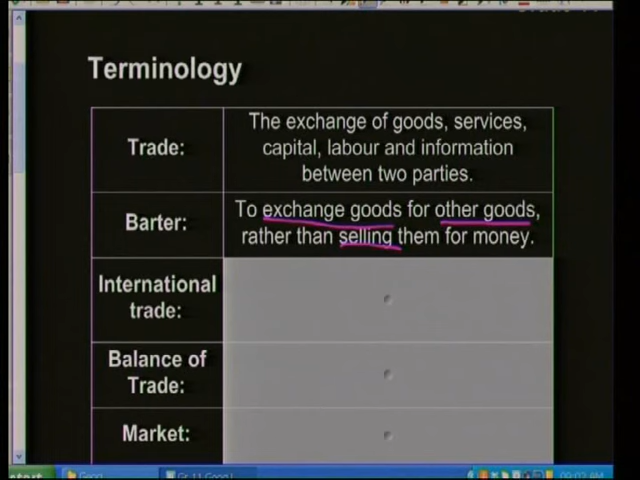 Terminology
Trade:
The exchange of goods, services,
capital, labour and information
between two parties.
Barter:
To exchange goods for other goods,
rather than selling them for money.
International
trade:
Balance of
Trade:
Market: